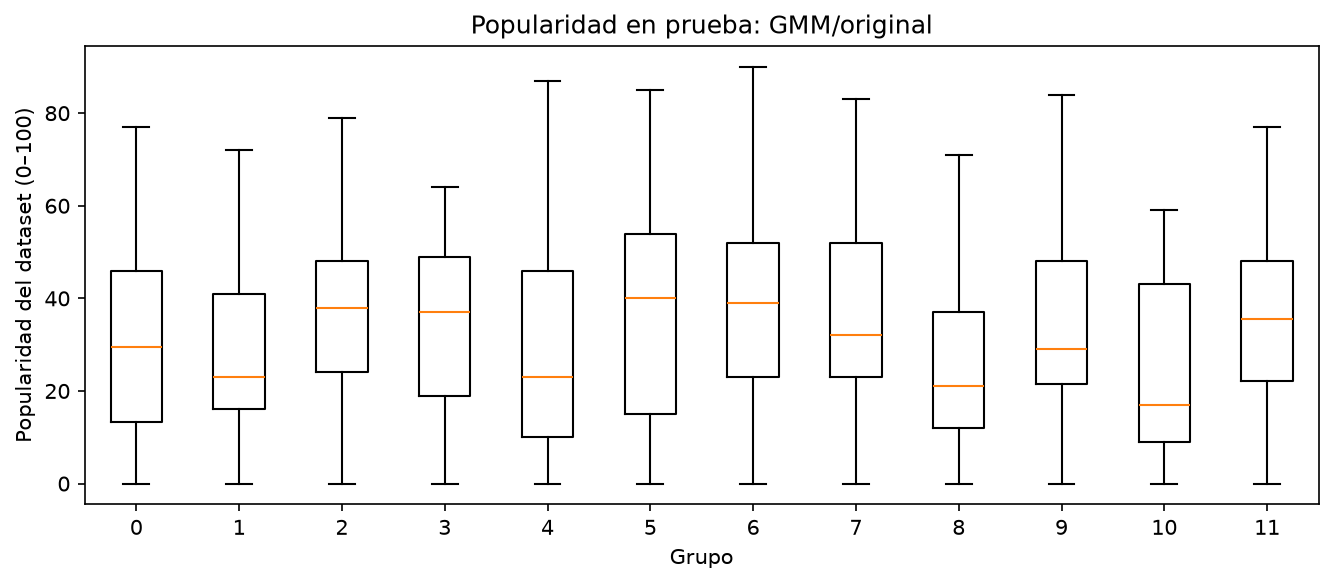 Popularidad en prueba: GMM/original
Popularidad del dataset (0–100)
80
60
40
20
0
0 1 2 3 4 5 6 7 8 9 10 11
Grupo